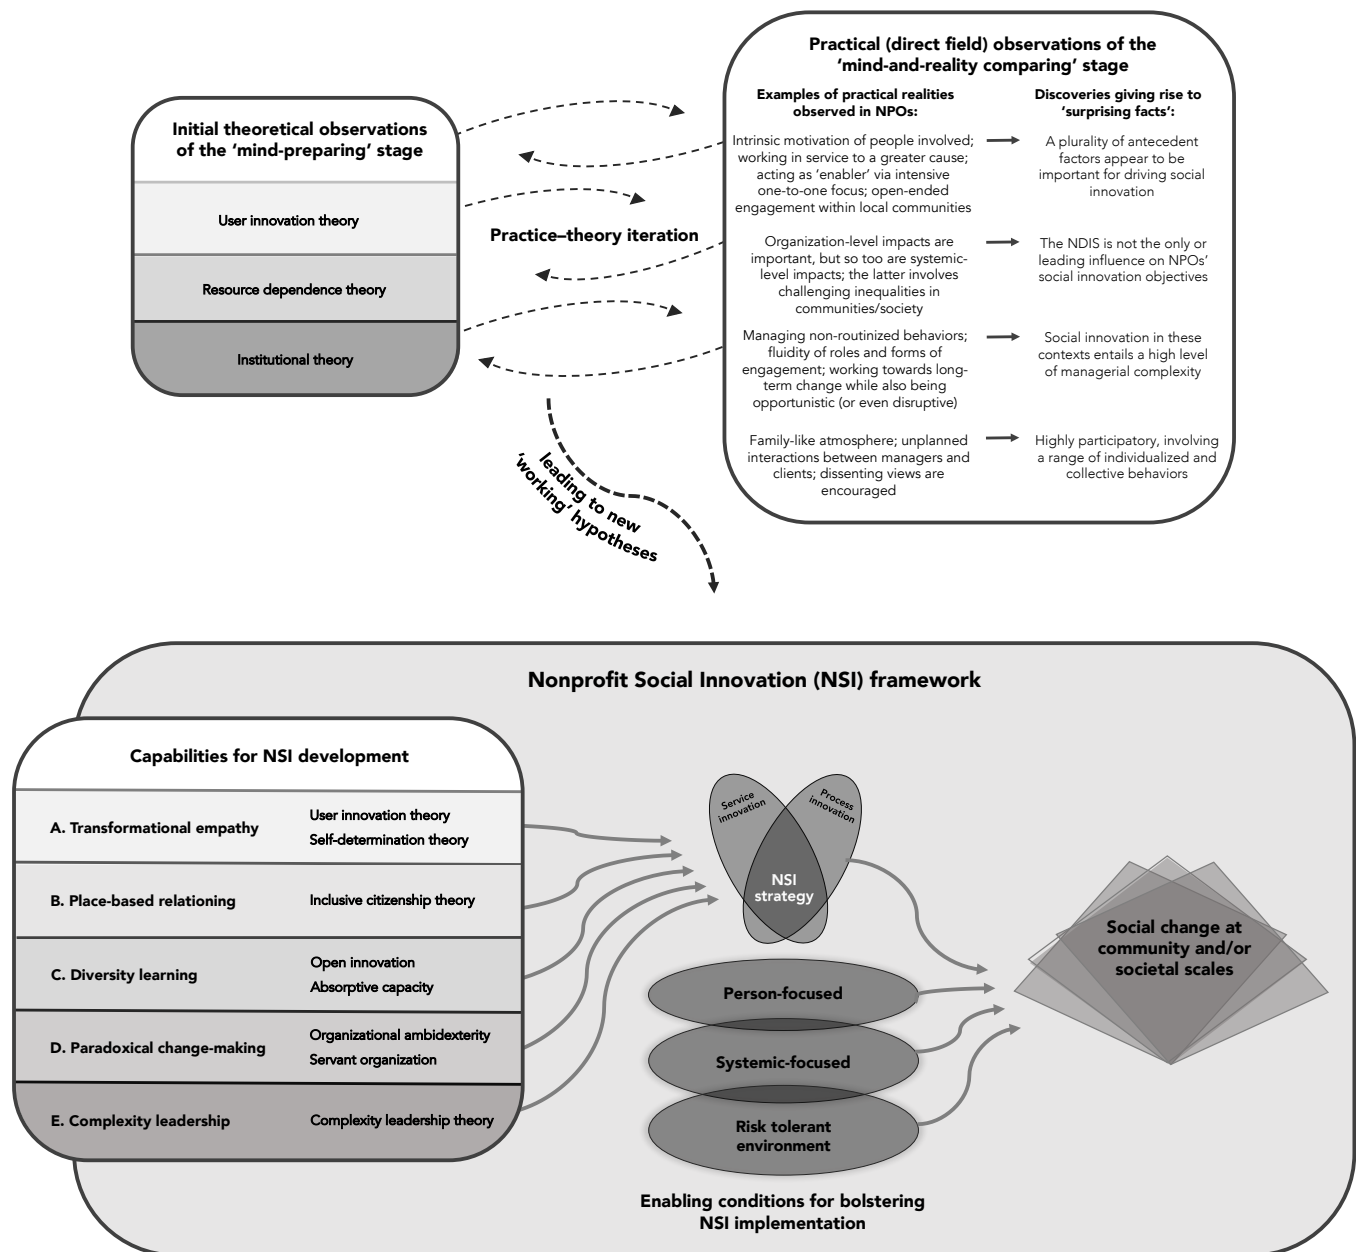 Initial theoretical observations
of the ‘mind-preparing’ stage
User innovation theory
Resource dependence theory
Institutional theory
Practice–theory iteration
Practical (direct field) observations of the
‘mind-and-reality comparing’ stage
Examples of practical realities
observed in NPOs:
Discoveries giving rise to
‘surprising facts’:
Intrinsic motivation of people involved;
working in service to a greater cause;
acting as ‘enabler’ via intensive
one-to-one focus; open-ended
engagement within local communities
A plurality of antecedent
factors appear to be
important for driving social
innovation
Organization-level impacts are
important, but so too are systemic-
level impacts; the latter involves
challenging inequalities in
communities/society
The NDIS is not the only or
leading influence on NPOs’
social innovation objectives
Managing non-routinized behaviors;
fluidity of roles and forms of
engagement; working towards long-
term change while also being
opportunistic (or even disruptive)
Social innovation in these
contexts entails a high level
of managerial complexity
Family-like atmosphere; unplanned
interactions between managers and
clients; dissenting views are
encouraged
Highly participatory, involving
a range of individualized and
collective behaviors
leading to new
‘working’ hypotheses
Nonprofit Social Innovation (NSI) framework
Capabilities for NSI development
A. Transformational empathy
User innovation theory
Self-determination theory
B. Place-based relationing
Inclusive citizenship theory
C. Diversity learning
Open innovation
Absorptive capacity
D. Paradoxical change-making
Organizational ambidexterity
Servant organization
E. Complexity leadership
Complexity leadership theory
Service
innovation
Process
innovation
NSI
strategy
Person-focused
Systemic-focused
Risk tolerant
environment
Enabling conditions for bolstering
NSI implementation
Social change at
community and/or
societal scales